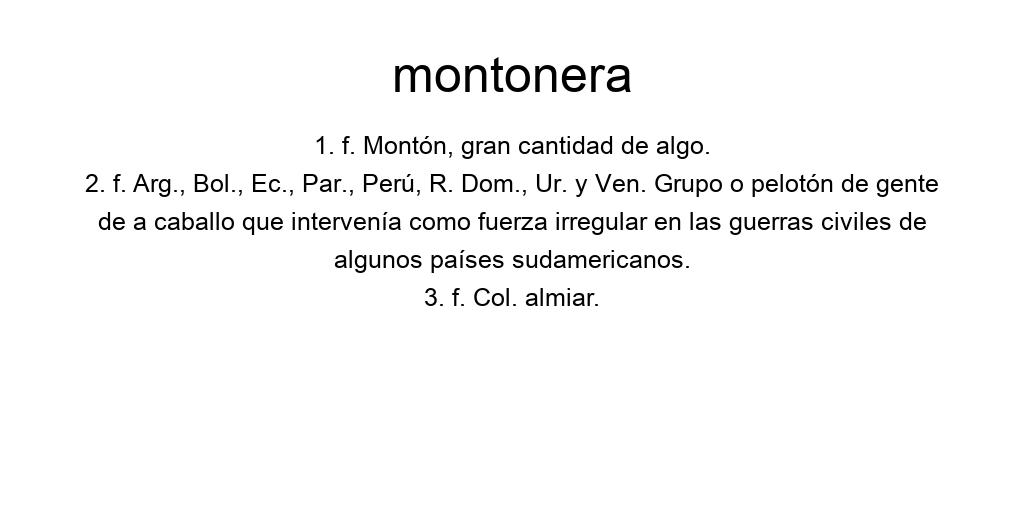 montonera
1. f. Montón, gran cantidad de algo.
2. f. Arg., Bol., Ec., Par., Perú, R. Dom., Ur. y Ven. Grupo o pelotón de gente
de a caballo que intervenía como fuerza irregular en las guerras civiles de
algunos países sudamericanos.
3. f. Col. almiar.